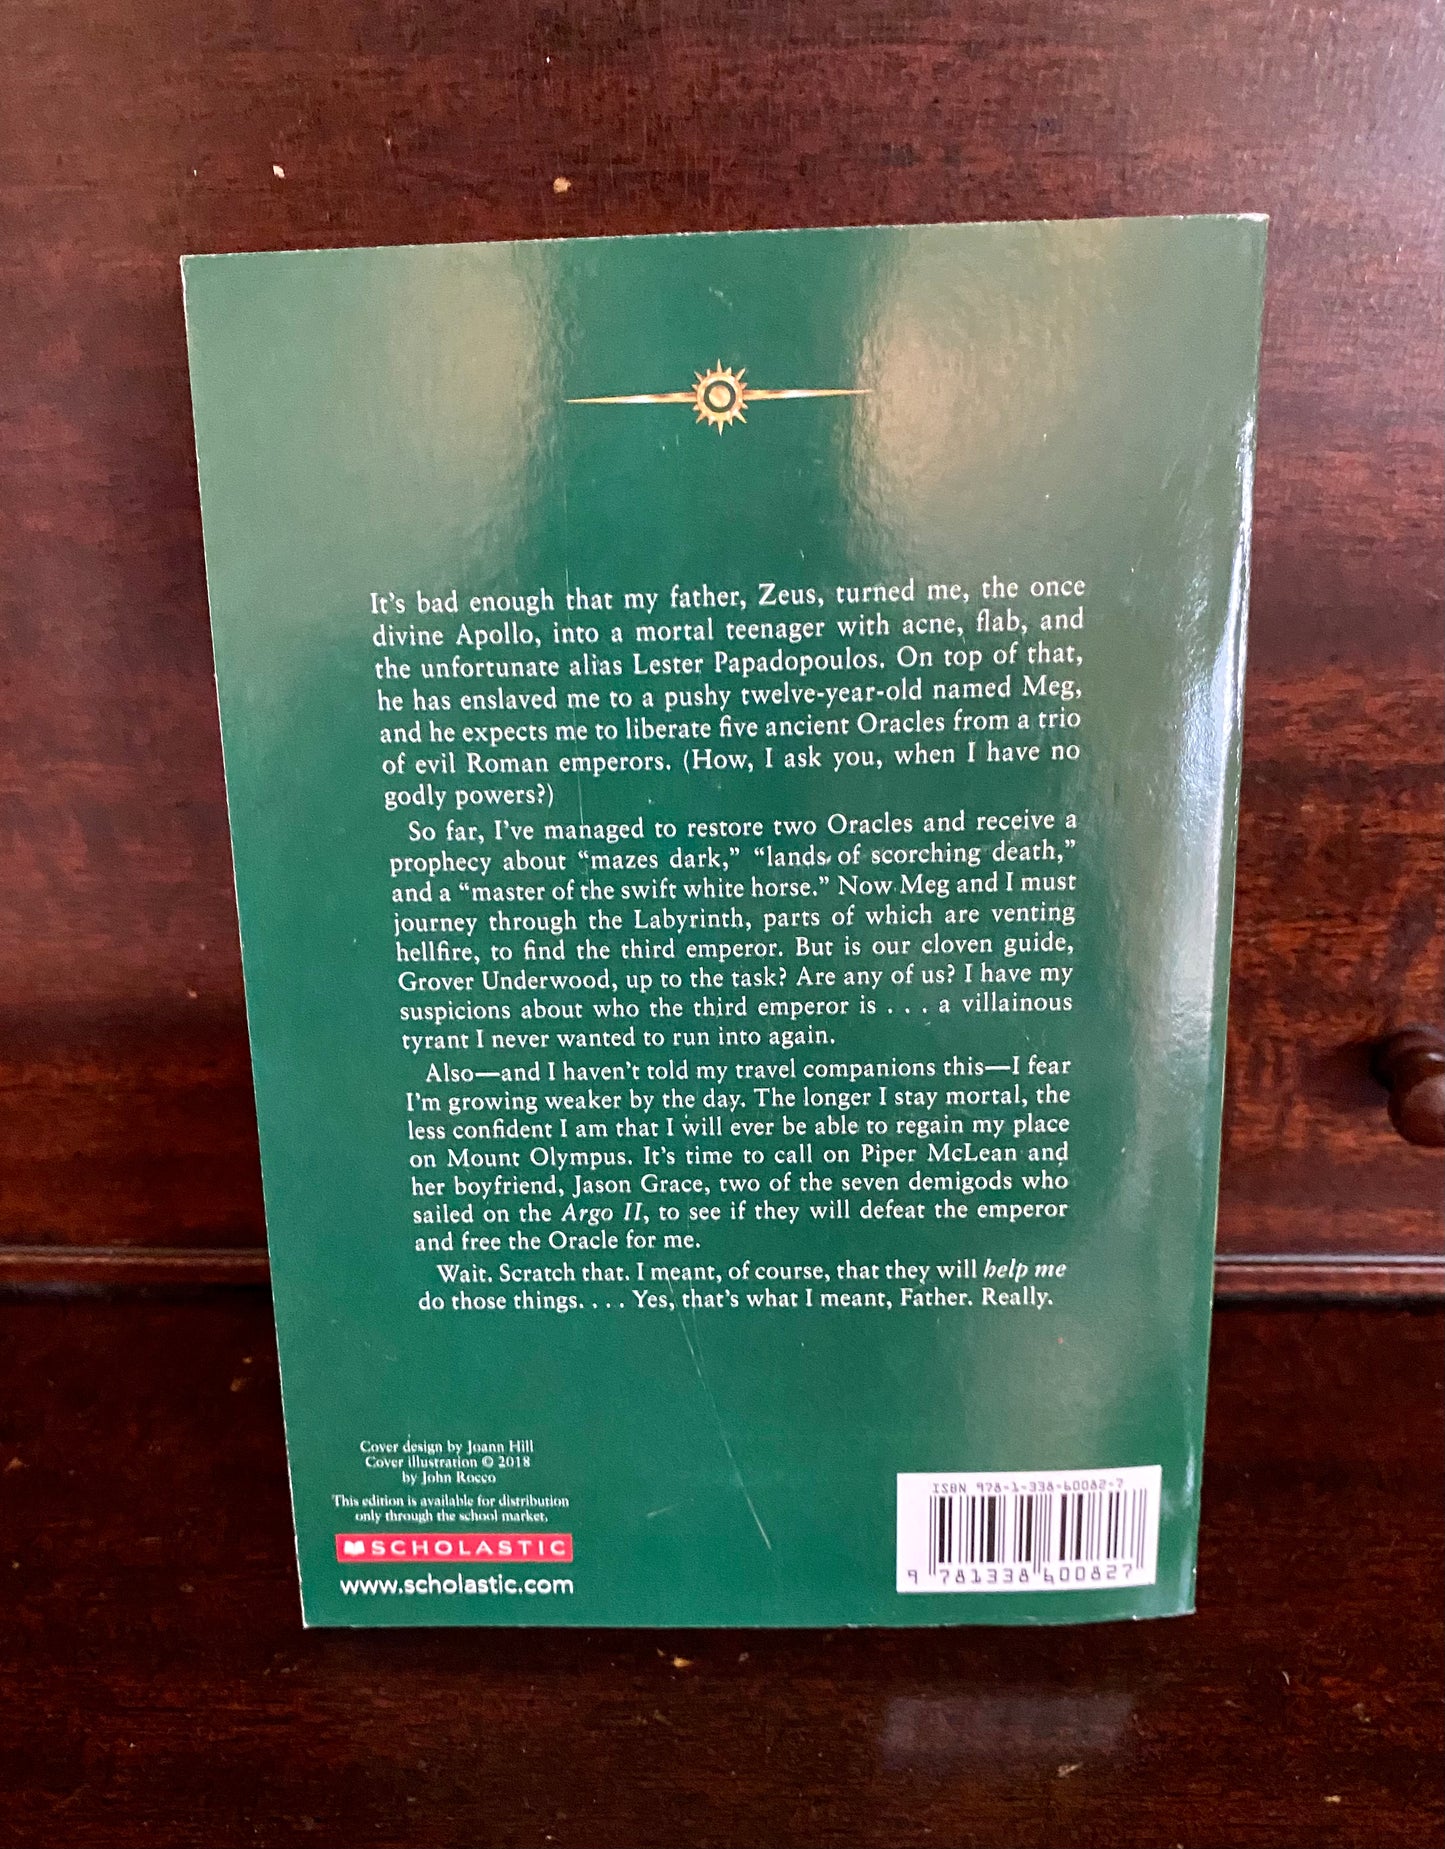 It's bad enough that my father, Zeus, turned me, the once
divine Apollo, into a mortal teenager with acne, flab, and
the unfortunate alias Lester Papadopoulos. On top of that,
he has enslaved me to a pushy twelve-year-old named Meg,
and he expects me to liberate five ancient Oracles from a trio
of evil Roman emperors. (How, I ask you, when I have no
godly powers?)
So far, I've managed to restore two Oracles and receive a
prophecy about “mazes dark,” “lands of scorching death,”
and a “master of the swift white horse.” Now Meg and I must
journey through the Labyrinth, parts of which are venting
hellfire, to find the third emperor. But is our cloven guide,
Grover Underwood, up to the task? Are any of us? I have my
suspicions about who the third emperor is . . . a villainous
tyrant I never wanted to run into again.
Also—and I haven't told my travel companions this—I fear
I'm growing weaker by the day. The longer I stay mortal, the
less confident I am that I will ever be able to regain my place
on Mount Olympus. It's time to call on Piper McLean and
her boyfriend, Jason Grace, two of the seven demigods who
sailed on the Argo II, to see if they will defeat the emperor
and free the Oracle for me.
Wait. Scratch that. I meant, of course, that they will help me
do those things. . . . Yes, that's what I meant, Father. Really.
Cover design by Joann Hill
Cover illustration © 2018
by John Rocco
This edition is available for distribution
only through the school market.
SCHOLASTIC
www.scholastic.com
ISBN 978-1-338-60082-7
9 781338 600827